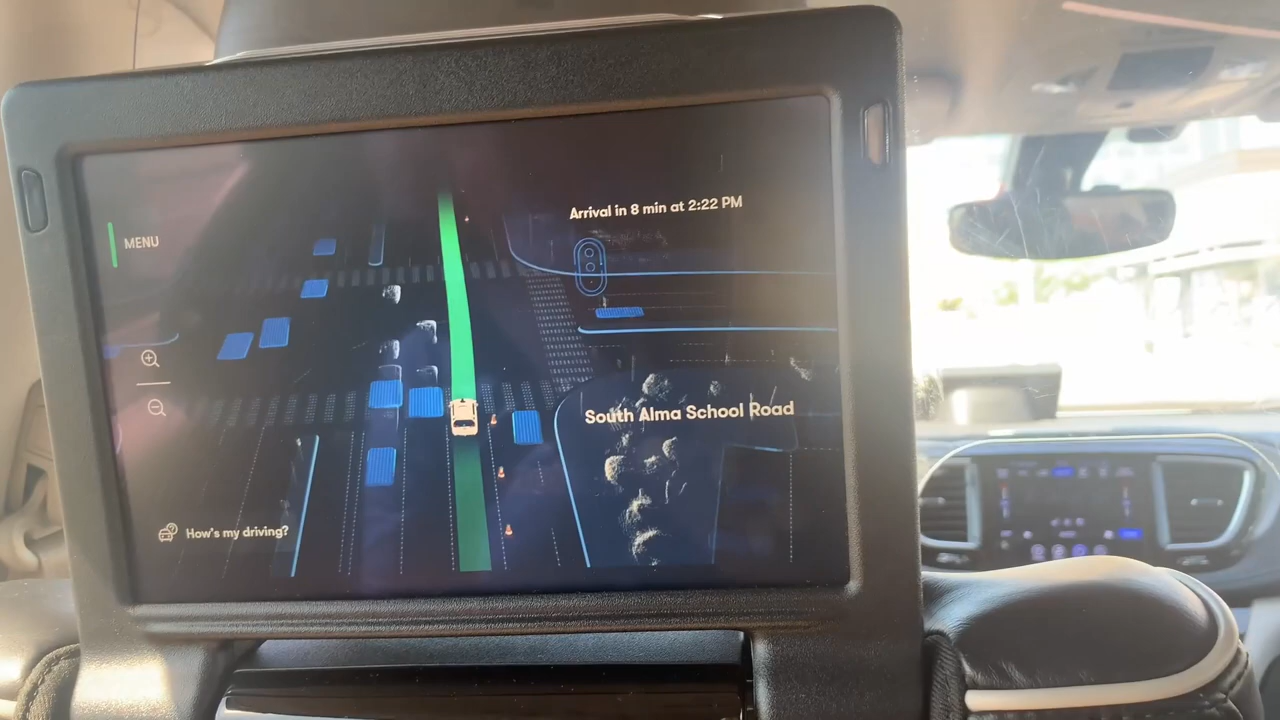 Arrival in 8 min at 2:22 PM
MENU
South Alma School Road
How's my driving?